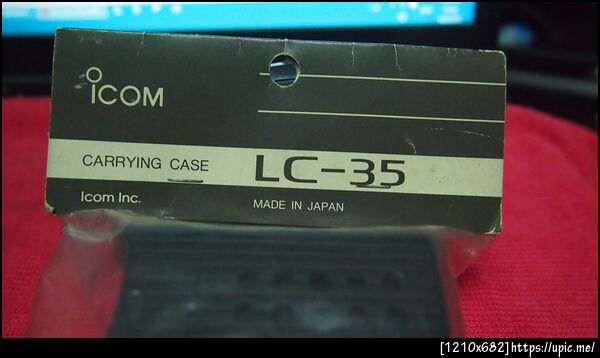 ICOM
CARRYING CASE LC-35
Icom Inc. MADE IN JAPAN
[1210x682]https://upic.me/